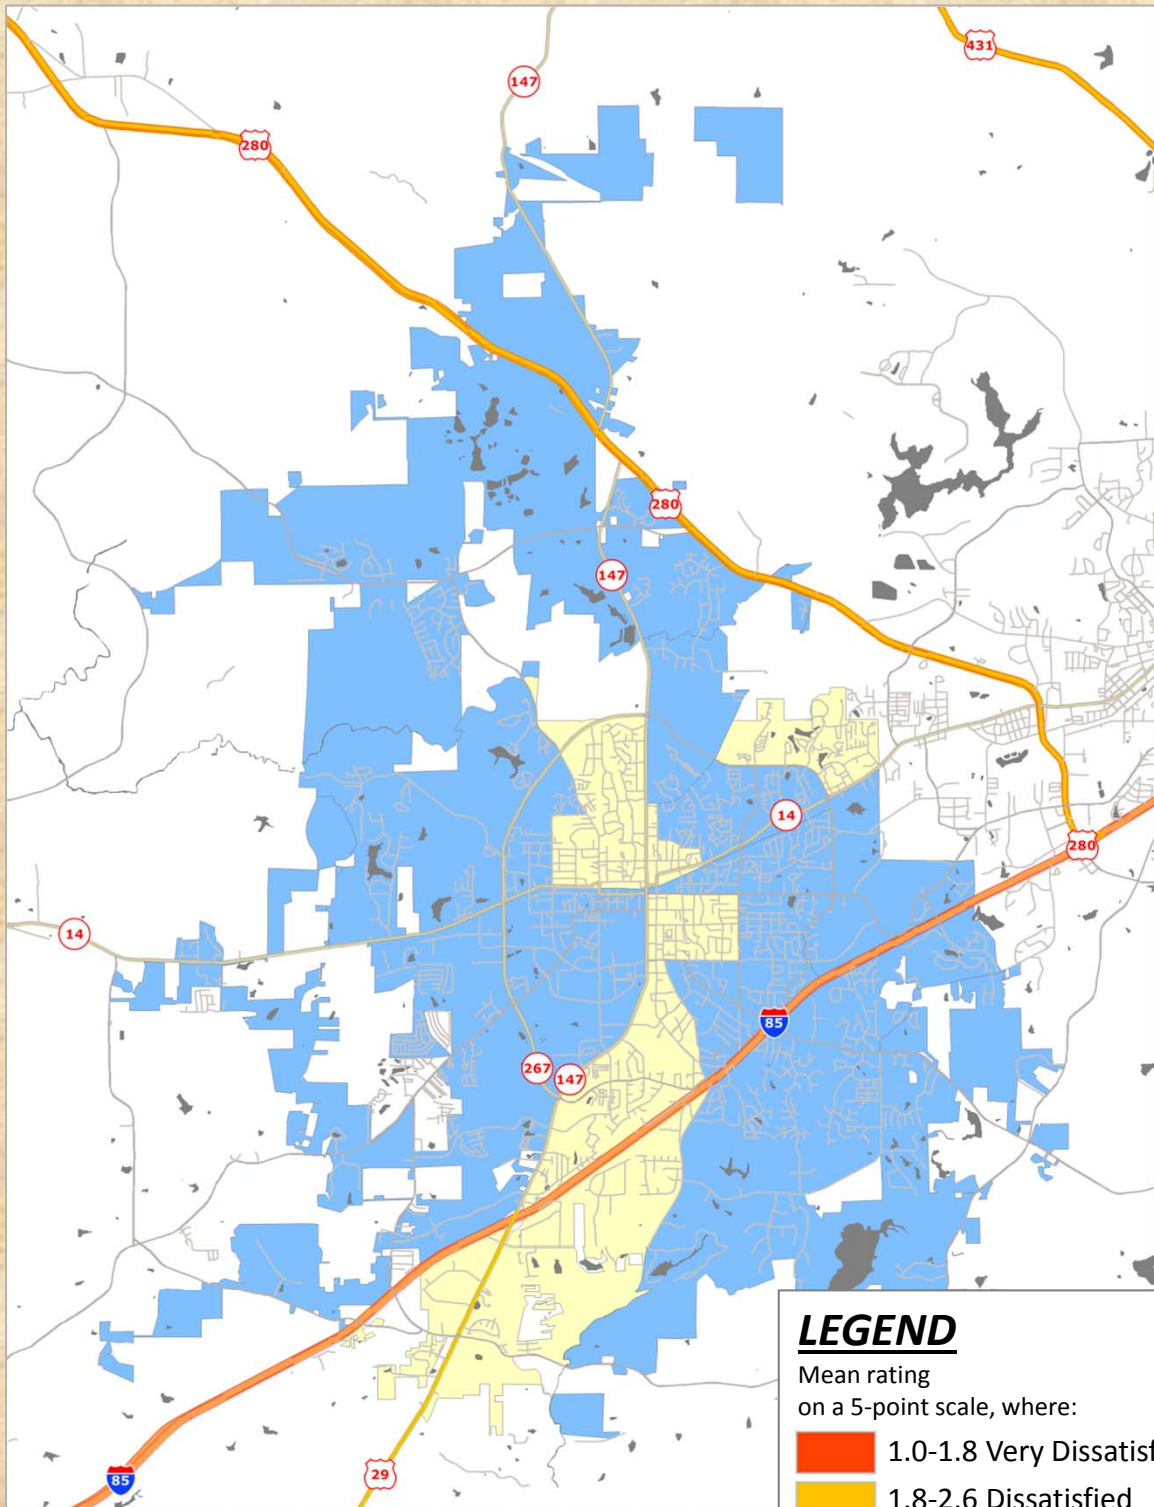 431
147
280
280
147
14
280
14
85
267
147
29
85
LEGEND
Mean rating
on a 5-point scale, where:
1.0-1.8 Very Dissatisf
1.8-2.6 Dissatisfied